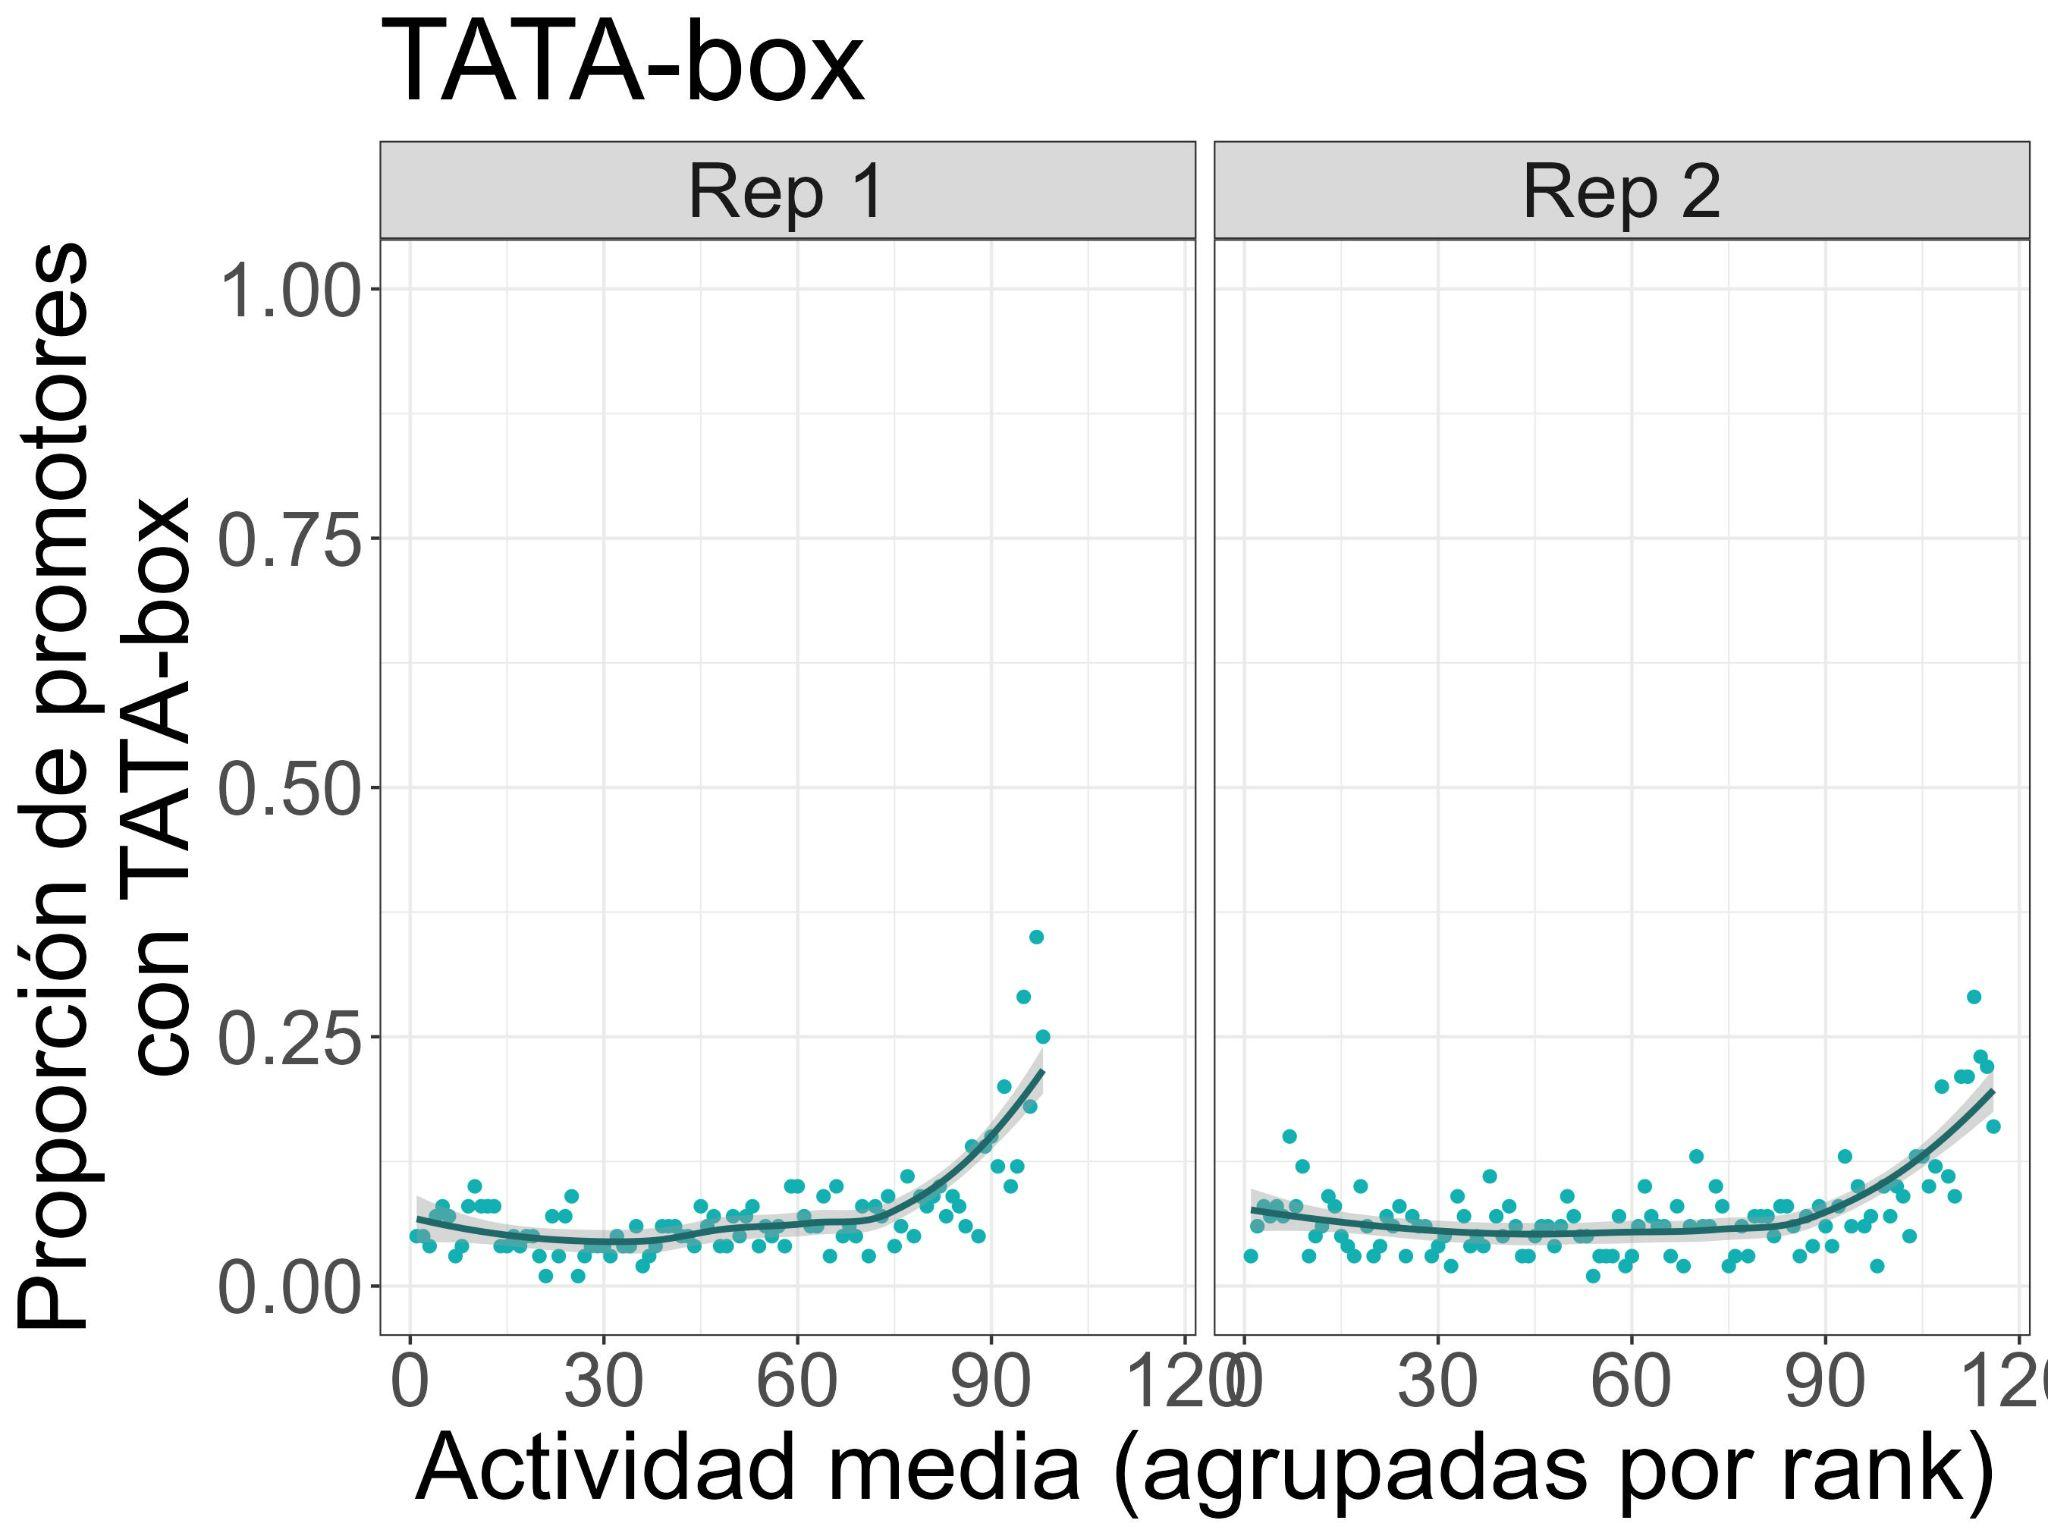 TATA-box
Rep 1
Rep 2
Proporción de promotores
con TATA-box
1.00
0.75
0.50
0.25
0.00
0 30 60 90 120
0 30 60 90 120
Actividad media (agrupadas por rank)